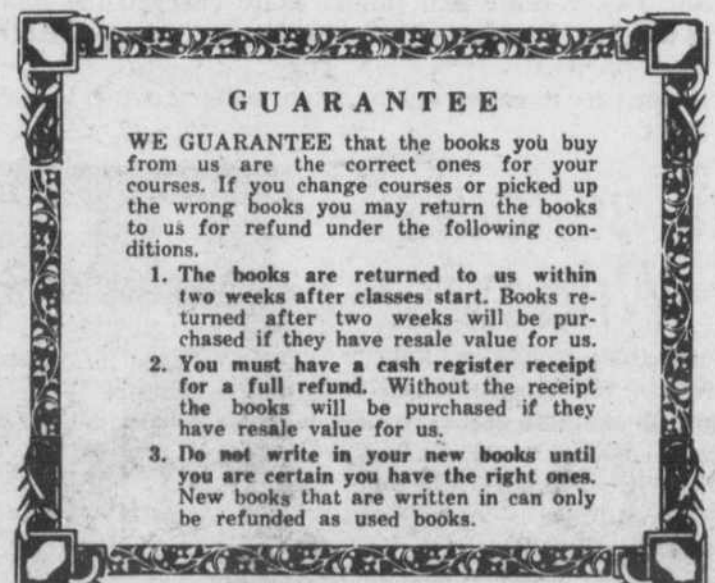 GUARANTEE
WE GUARANTEE that the books you buy
from us are the correct ones for your
courses. If you change courses or picked up
the wrong books you may return the books
to us for refund under the following con-
ditions.
1. The books are returned to us within
two weeks after classes start. Books re-
turned after two weeks will be pur-
chased if they have resale value for us.
2. You must have a cash register receipt
for a full refund. Without the receipt
the books will be purchased if they
have resale value for us.
3. Do not write in your new books until
you are certain you have the right ones.
New books that are written in can only
be refunded as used books.